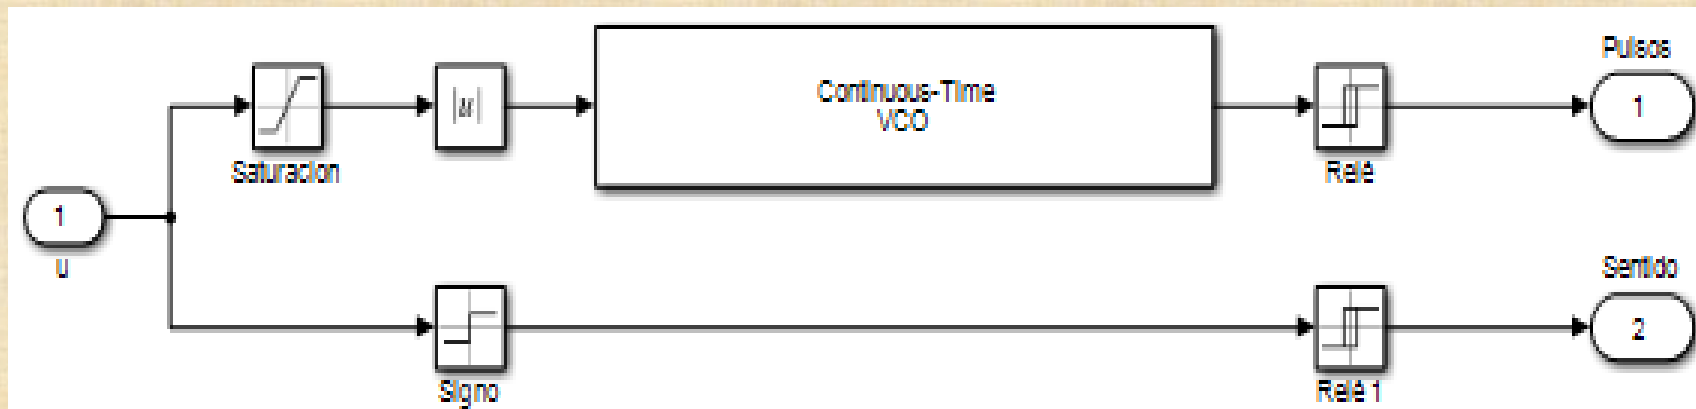 Pulsos
Continuous-Time
VCO
|u|
1
Saturacion
Relé
1
u
Sentido
2
Signo
Relé 1